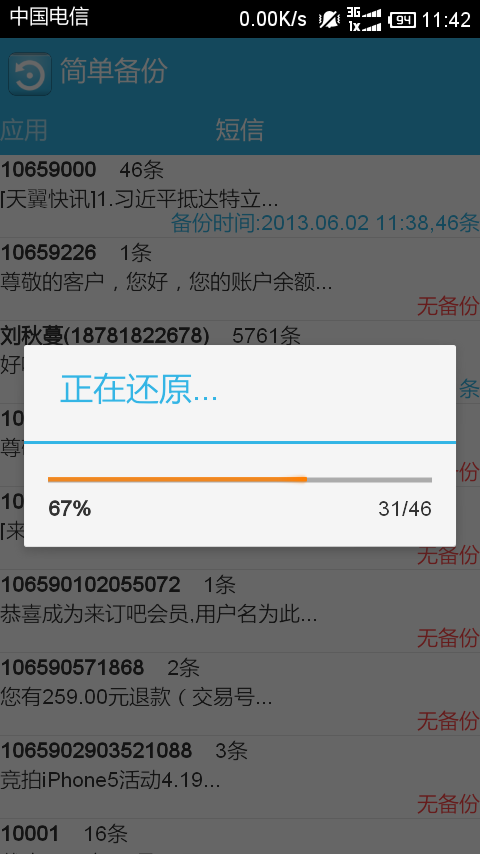 中国电信 0.00K/s 3G 1x 94 11:42
简单备份
应用 短信
10659000 46条
[天翼快讯]1.习近平抵达特立...
备份时间:2013.06.02 11:38,46条
10659226 1条
尊敬的客户，您好，您的账户余额...
无备份
刘秋蔓(18781822678) 5761条
好
条
正在还原...
10
尊
份
67% 31/46
10
[来
无备份
106590102055072 1条
恭喜成为来订吧会员,用户名为此...
无备份
106590571868 2条
您有259.00元退款（交易号...
无备份
1065902903521088 3条
竞拍iPhone5活动4.19...
无备份
10001 16条